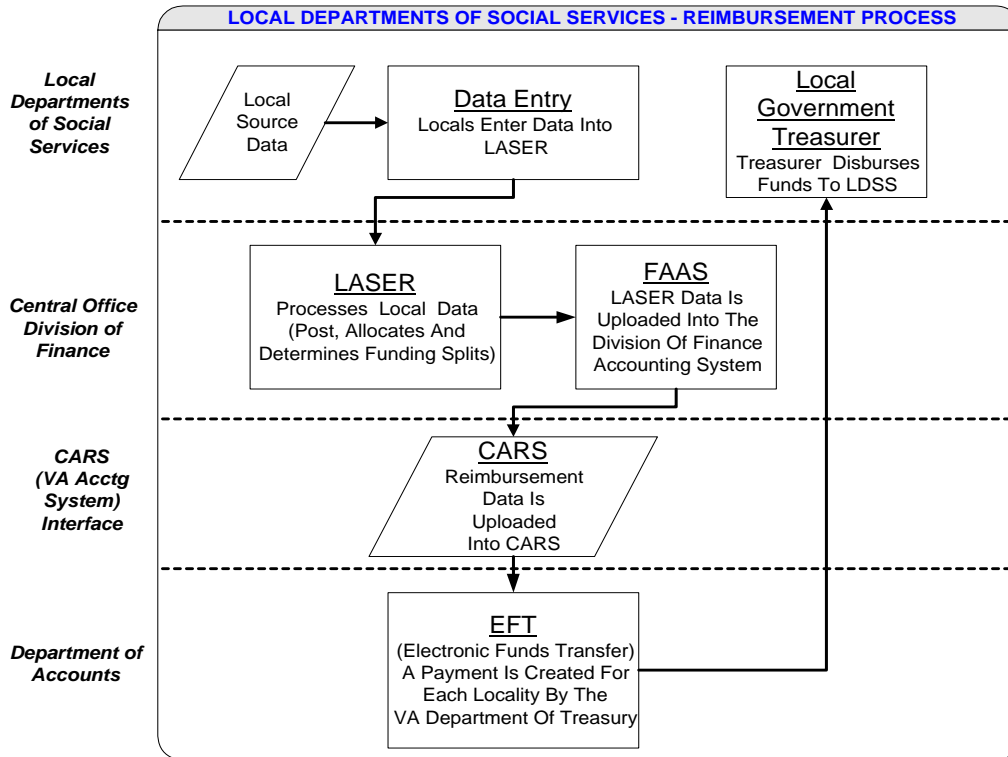 LOCAL DEPARTMENTS OF SOCIAL SERVICES - REIMBURSEMENT PROCESS
Local
Departments
of Social
Services
Local
Source
Data
Data Entry
Locals Enter Data Into
LASER
Local
Government
Treasurer
Treasurer Disburses
Funds To LDSS
Central Office
Division of
Finance
LASER
Processes Local Data
(Post, Allocates And
Determines Funding Splits)
FAAS
LASER Data Is
Uploaded Into The
Division Of Finance
Accounting System
CARS
(VA Acctg
System)
Interface
CARS
Reimbursement
Data Is
Uploaded
Into CARS
Department of
Accounts
EFT
(Electronic Funds Transfer)
A Payment Is Created For
Each Locality By The
VA Department Of Treasury